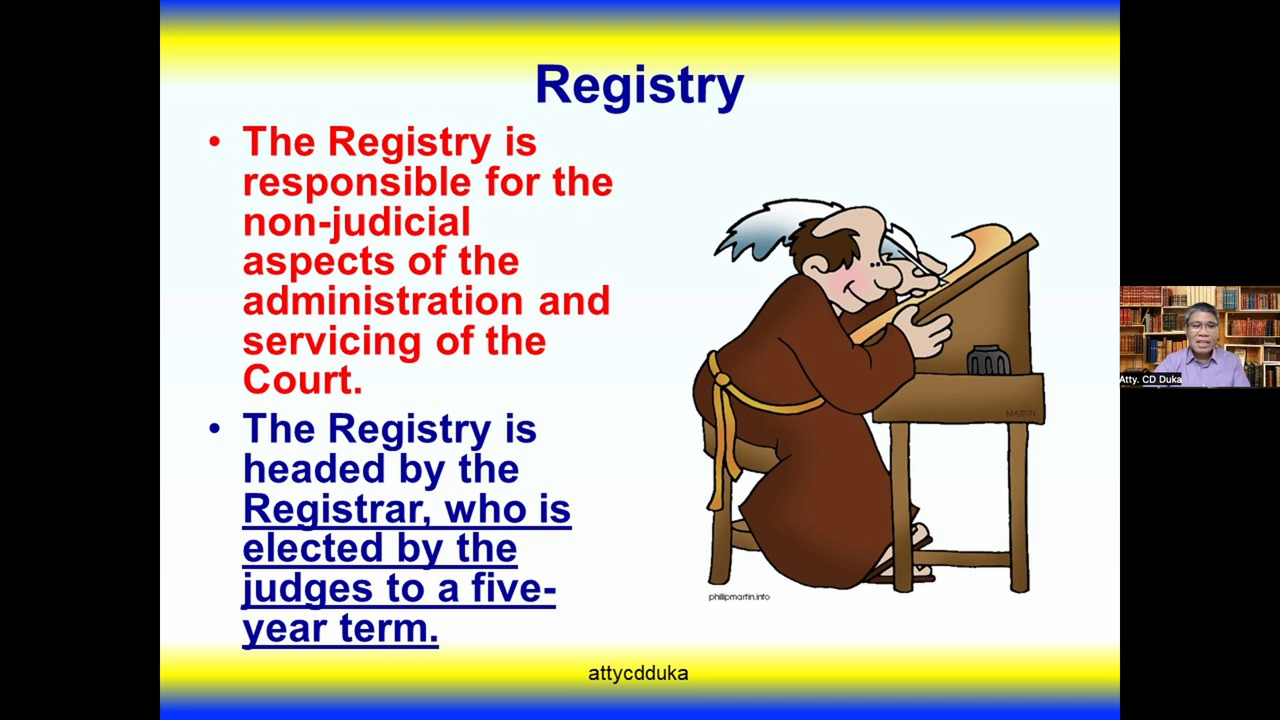 Registry
• The Registry is
responsible for the
non-judicial
aspects of the
administration and
servicing of the
Court.
• The Registry is
headed by the
Registrar, who is
elected by the
judges to a five-
year term.
MARTIN
phillipmartin.info
attycdduka
Atty. CD Duka